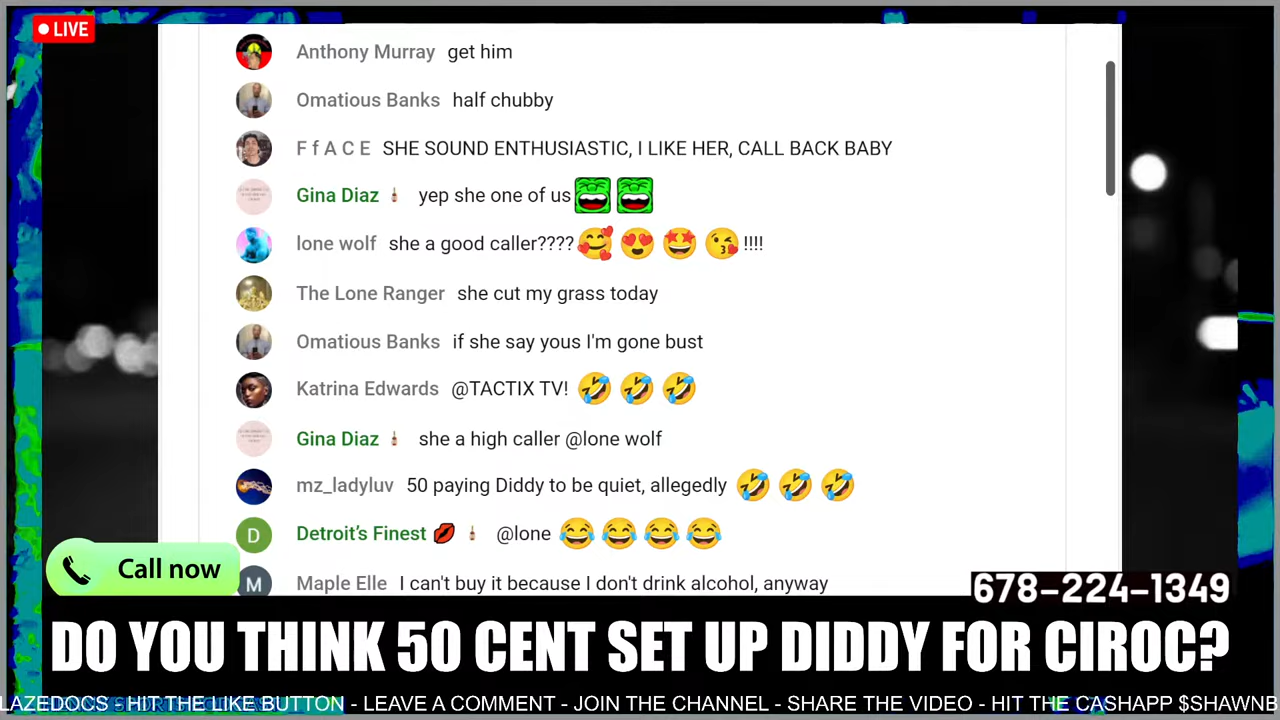 LIVE
Anthony Murray get him
Omatious Banks half chubby
F f A C E SHE SOUND ENTHUSIASTIC, I LIKE HER, CALL BACK BABY
Gina Diaz yep she one of us
lone wolf she a good caller????🥰😍🤩😘!!!!
The Lone Ranger she cut my grass today
Omatious Banks if she say yous I'm gone bust
Katrina Edwards @TACTIX TV! 🤣🤣🤣
Gina Diaz she a high caller @lone wolf
mz_ladyluv 50 paying Diddy to be quiet, allegedly 🤣🤣🤣
D Detroit's Finest 💋 @lone 😂😂😂😂
M Maple Elle I can't buy it because I don't drink alcohol, anyway
Call now
678-224-1349
DO YOU THINK 50 CENT SET UP DIDDY FOR CIROC?
LAZEDOCS - HIT THE LIKE BUTTON - LEAVE A COMMENT - JOIN THE CHANNEL - SHARE THE VIDEO - HIT THE CASHAPP $SHAWNB